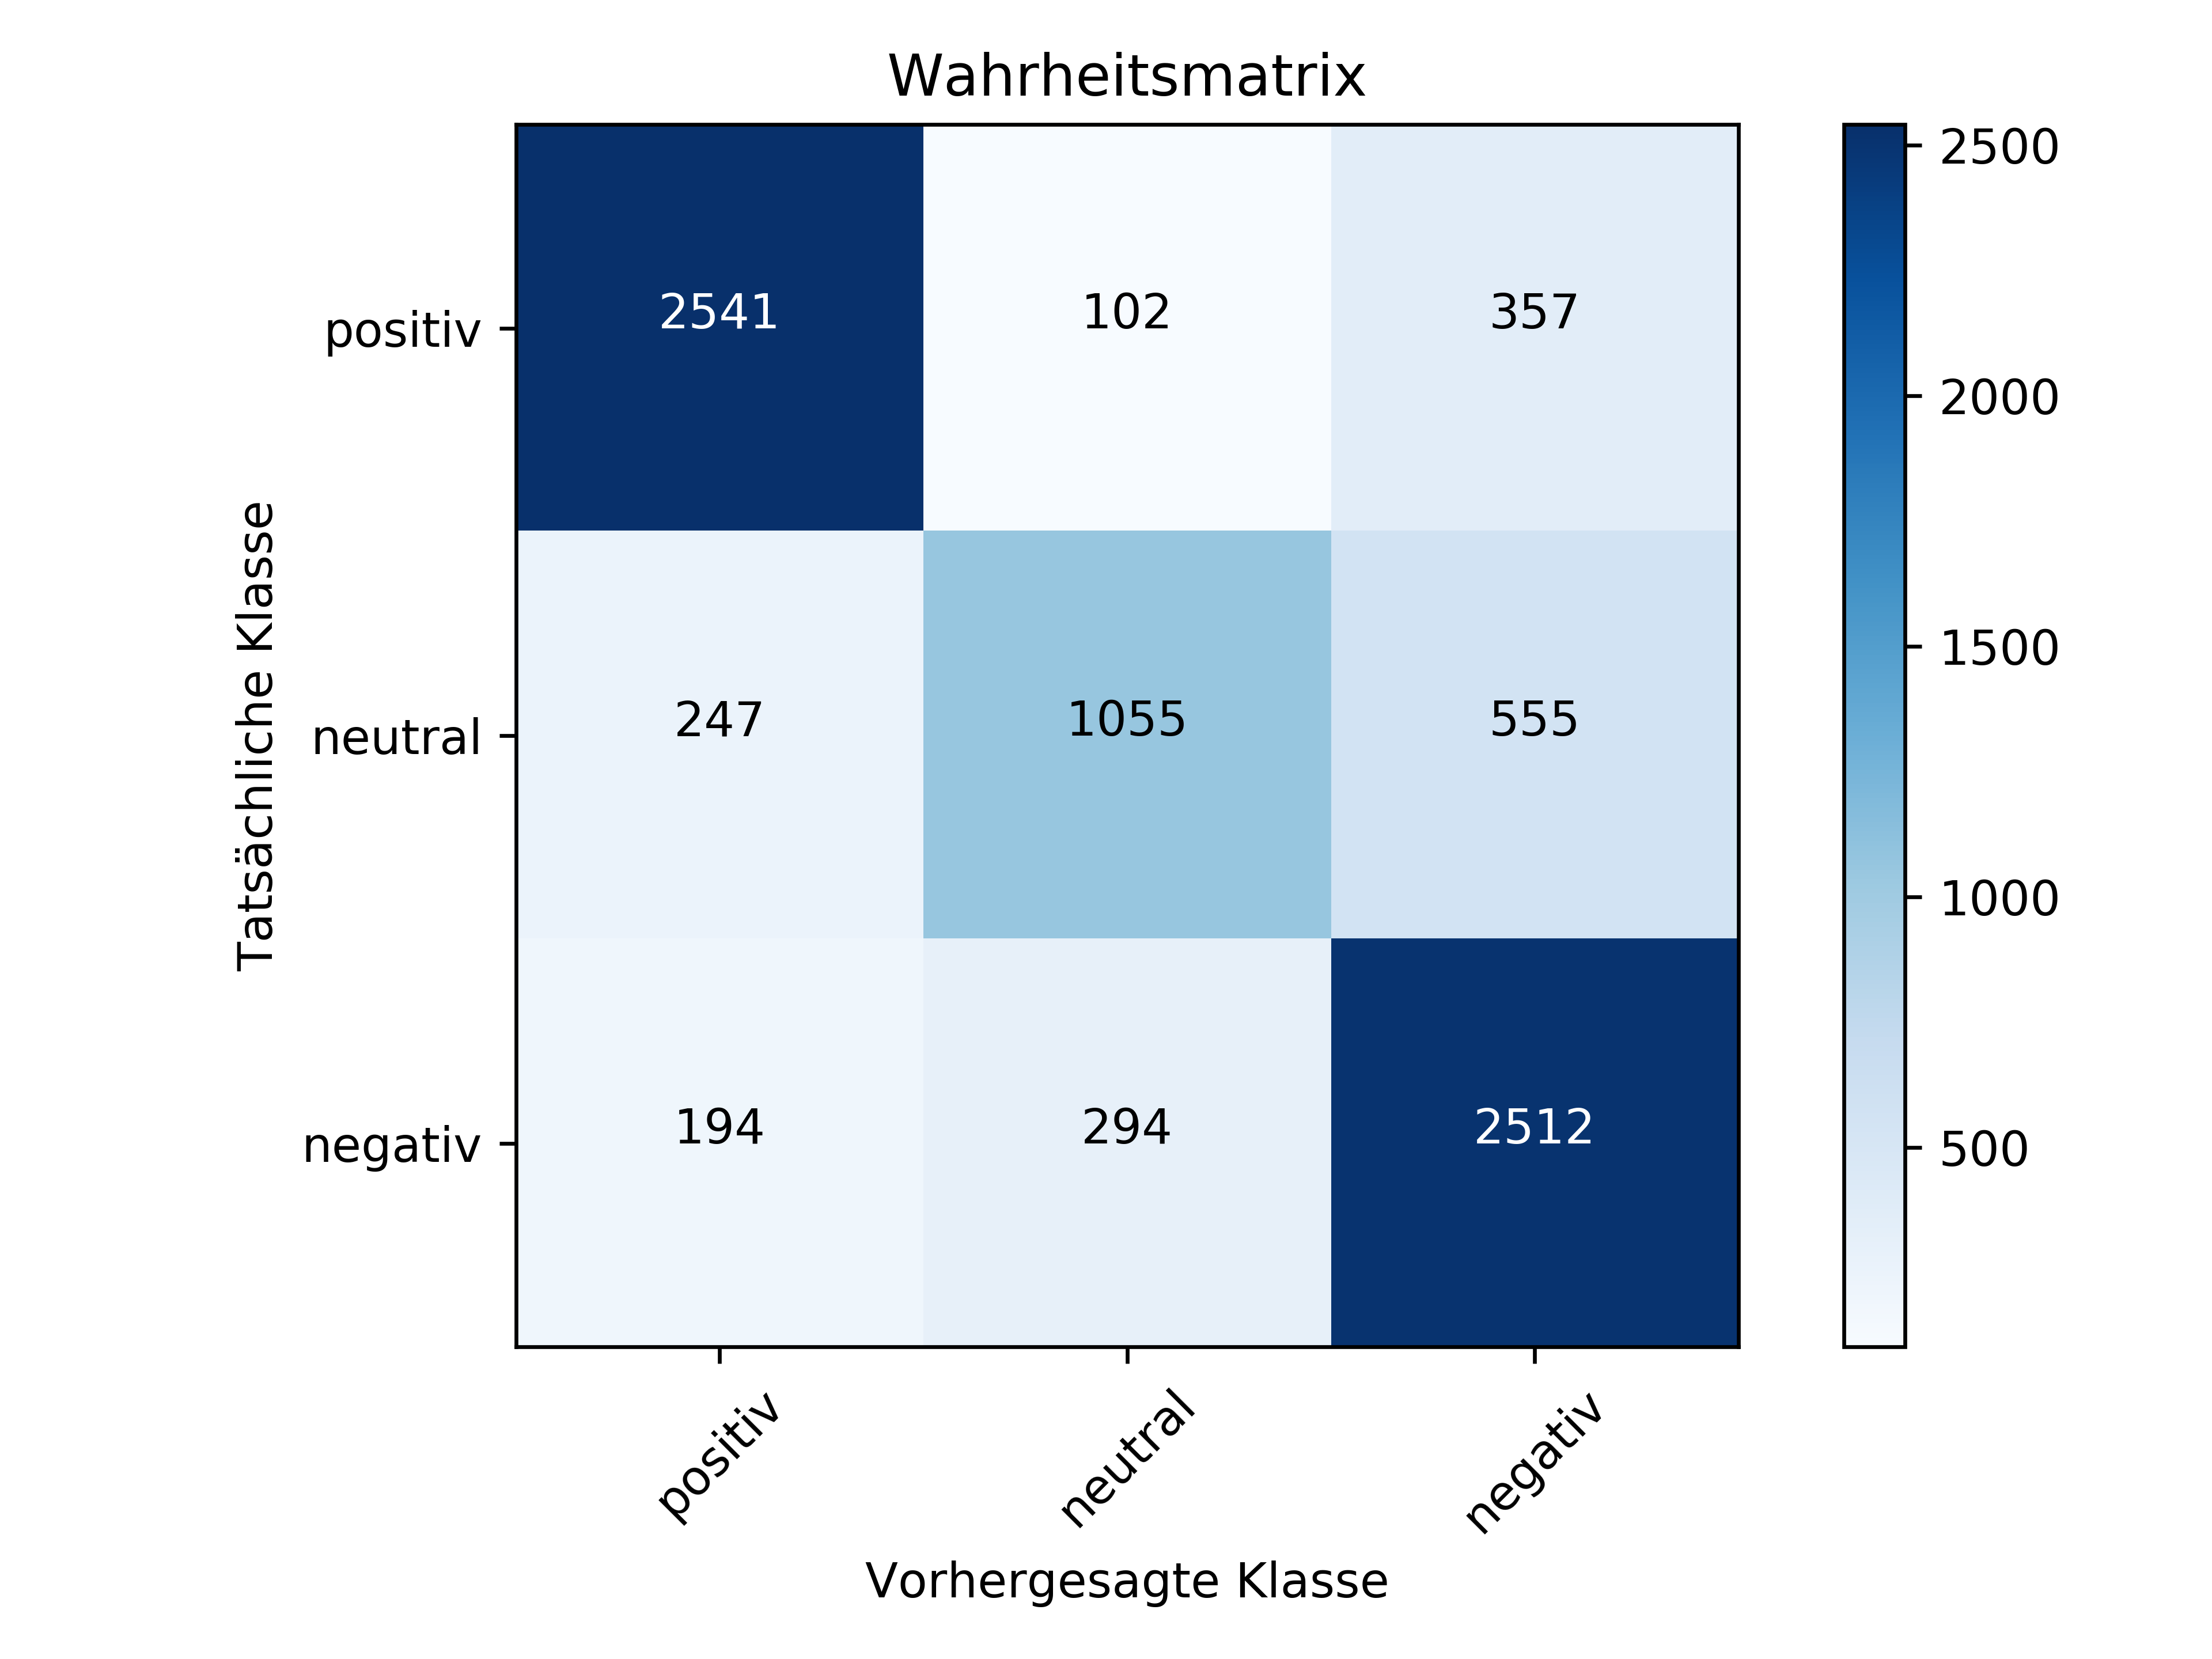 Wahrheitsmatrix
2500
2000
1500
1000
500
Tatsächliche Klasse
positiv
2541 102 357
neutral
247 1055 555
negativ
194 294 2512
positiv neutral negativ
Vorhergesagte Klasse